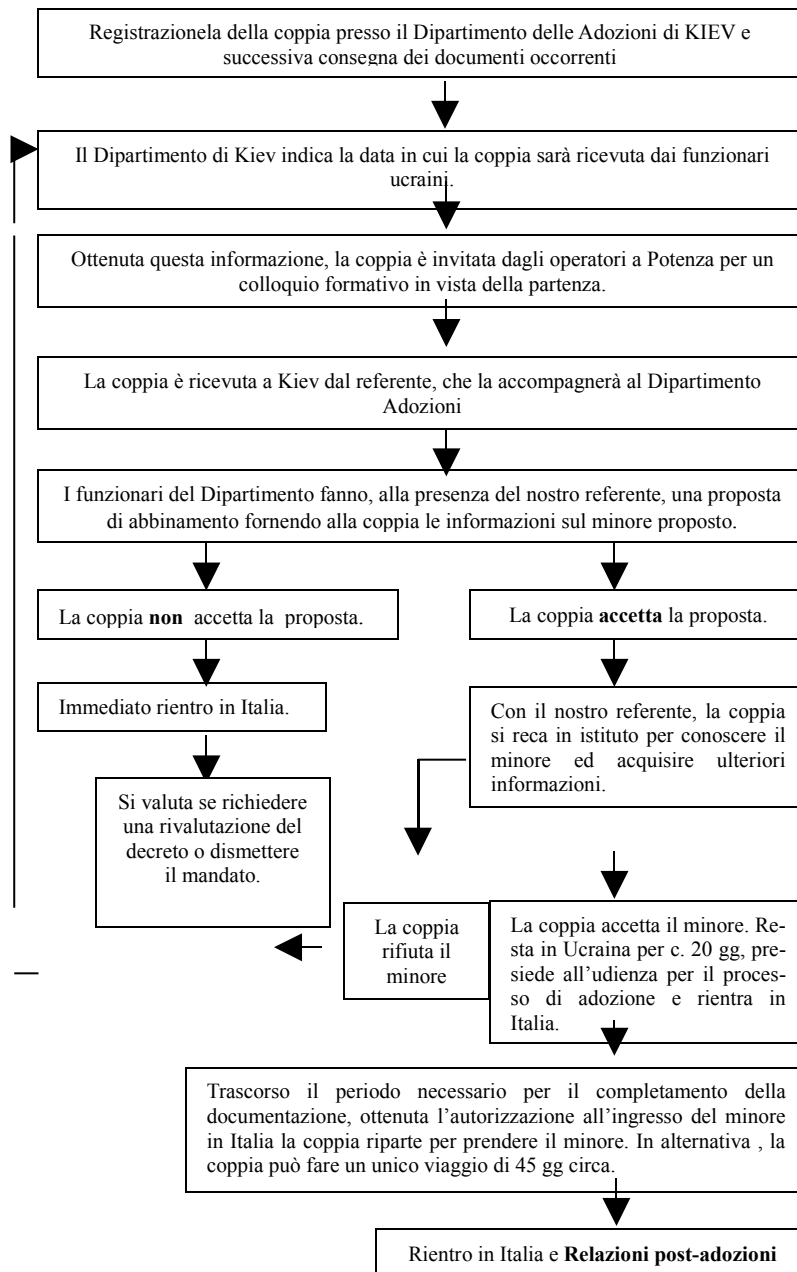 Registrazionela della coppia presso il Dipartimento delle Adozioni di KIEV e
successiva consegna dei documenti occorrenti
Il Dipartimento di Kiev indica la data in cui la coppia sarà ricevuta dai funzionari
ucraini.
Ottenuta questa informazione, la coppia è invitata dagli operatori a Potenza per un
colloquio formativo in vista della partenza.
La coppia è ricevuta a Kiev dal referente, che la accompagnerà al Dipartimento
Adozioni
I funzionari del Dipartimento fanno, alla presenza del nostro referente, una proposta
di abbinamento fornendo alla coppia le informazioni sul minore proposto.
La coppia non accetta la proposta.
La coppia accetta la proposta.
Immediato rientro in Italia.
Con il nostro referente, la coppia
si reca in istituto per conoscere il
minore ed acquisire ulteriori
informazioni.
Si valuta se richiedere
una rivalutazione del
decreto o dismettere
il mandato.
La coppia
rifiuta il
minore
La coppia accetta il minore. Re-
sta in Ucraina per c. 20 gg, pre-
siede all’udienza per il proces-
so di adozione e rientra in
Italia.
Trascorso il periodo necessario per il completamento della
documentazione, ottenuta l’autorizzazione all’ingresso del minore
in Italia la coppia riparte per prendere il minore. In alternativa , la
coppia può fare un unico viaggio di 45 gg circa.
Rientro in Italia e Relazioni post-adozioni